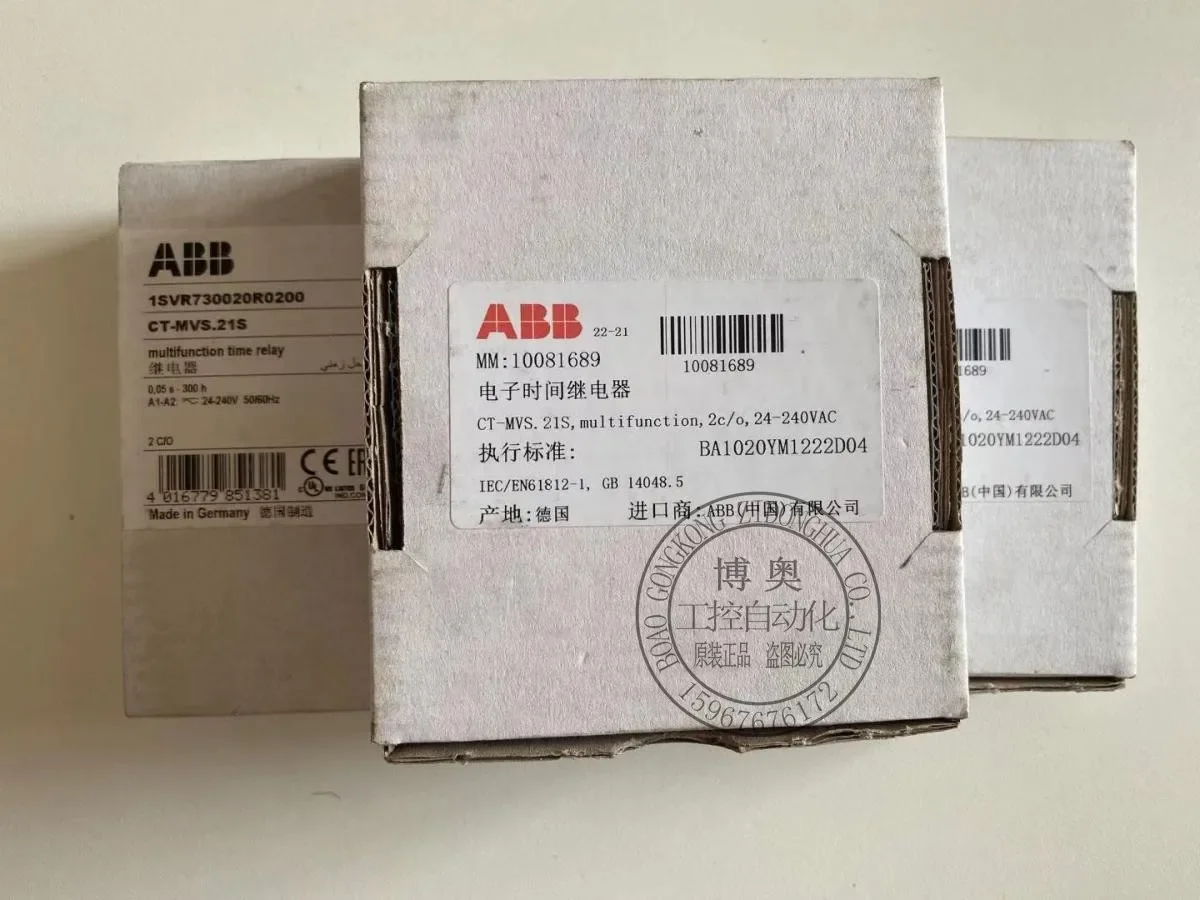 ABB
1SVR730020R0200
CT-MVS.21S
multifunction time relay
继电器
0,05 s - 300 h
A1-A2: 24-240V 50/60Hz
2 C/O
4 016779 851381
Made in Germany 德国制造
CE
ABB 22-21
MM:10081689
10081689
电子时间继电器
CT-MVS.21S,multifunction,2c/o,24-240VAC
执行标准: BA1020YM1222D04
IEC/EN61812-1, GB 14048.5
产地:德国 进口商:ABB(中国)有限公司
1689
/o,24-240VAC
1020YM1222D04
B(中国)有限公司
BOAO GONGKONG ZIDONGHUA CO.,LTD
博奥
工控自动化
原装正品 盗图必究
15967676172